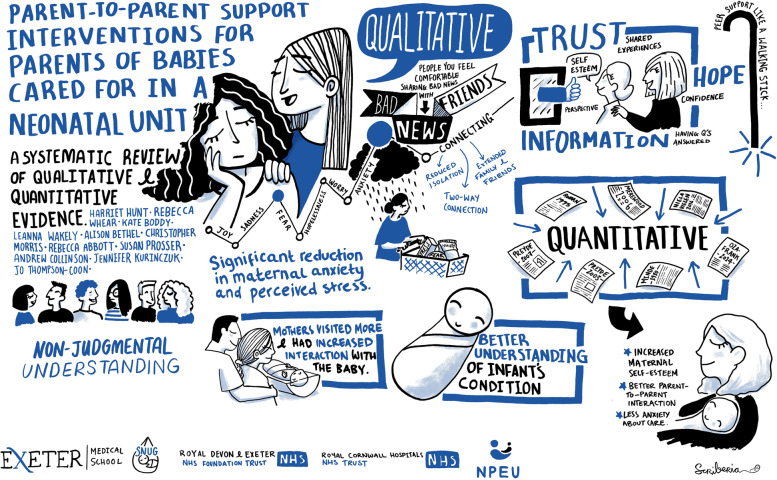 PARENT-TO-PARENT SUPPORT
INTERVENTIONS FOR
PARENTS OF BABIES
CARED FOR IN A
NEONATAL UNIT
A SYSTEMATIC REVIEW
OF QUALITATIVE &
QUANTITATIVE
EVIDENCE.
HARRIET HUNT · REBECCA
WHEAR · KATE BODDY ·
LEANNA WAKELY · ALISON BETHEL · CHRISTOPHER
MORRIS · REBECCA ABBOTT · SUSAN PROSSER ·
ANDREW COLLINSON · JENNIFER KURINCZUK ·
JO THOMPSON-COON
NON-JUDGMENTAL
UNDERSTANDING
JOY
SADNESS
FEAR
HOPELESSNESS
WORRY
ANXIETY
Significant reduction
in maternal anxiety
and perceived stress.
QUALITATIVE
PEOPLE YOU FEEL
COMFORTABLE
SHARING BAD NEWS
WITH
BAD
FRIENDS
NEWS
CONNECTING
REDUCED
ISOLATION
TWO-WAY
CONNECTION
EXTENDED
FAMILY &
FRIENDS
TRUST
SHARED
EXPERIENCES
SELF
ESTEEM
PERSPECTIVE
HOPE
CONFIDENCE
INFORMATION
HAVING Q'S
ANSWERED
PEER SUPPORT LIKE A WALKING STICK...
QUANTITATIVE
MOTHERS VISITED MORE
& HAD INCREASED
INTERACTION WITH
THE BABY.
BETTER
UNDERSTANDING
OF INFANT'S
CONDITION
INCREASED
MATERNAL
SELF-ESTEEM
BETTER PARENT-
TO-PARENT
INTERACTION
LESS ANXIETY
ABOUT CARE.
EXETER
MEDICAL
SCHOOL
SNUG
ROYAL DEVON & EXETER
NHS FOUNDATION TRUST
NHS
ROYAL CORNWALL HOSPITALS
NHS TRUST
NHS
NPEU
Scriberia